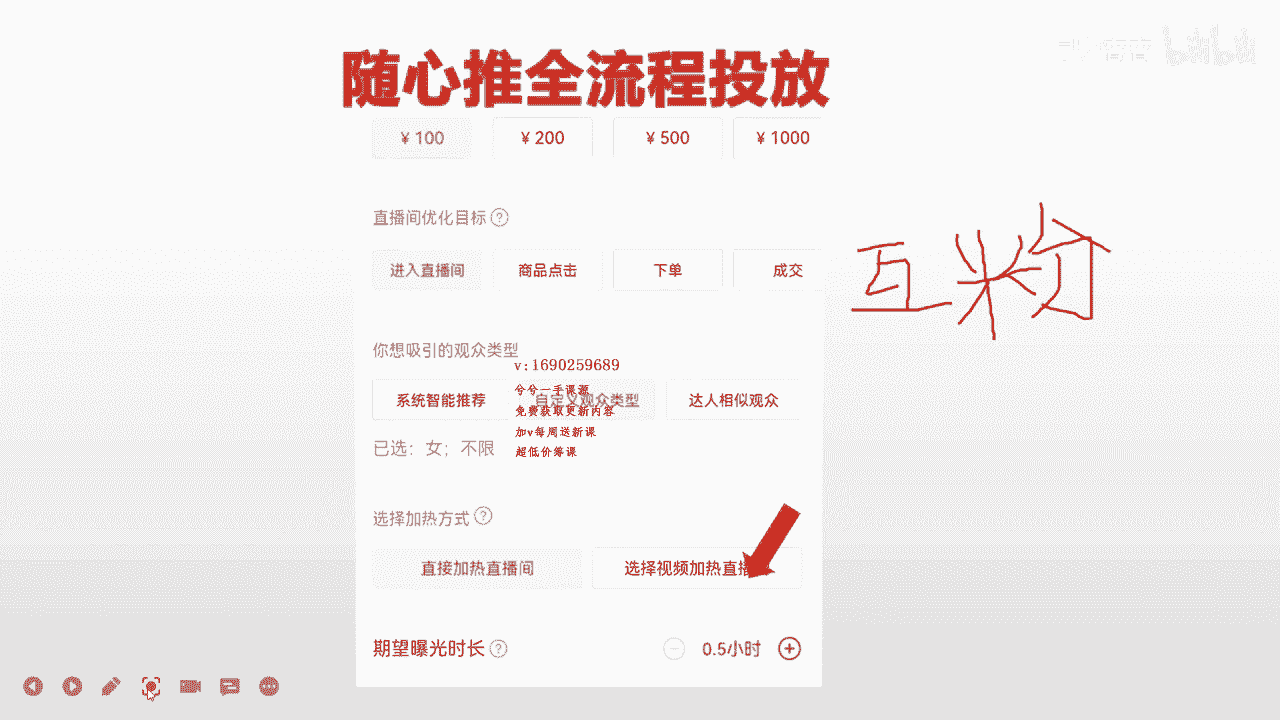 随心推全流程投放
bilibili
¥ 100 ¥ 200 ¥ 500 ¥ 1000
直播间优化目标 ?
进入直播间 商品点击 下单 成交
互粉
你想吸引的观众类型
v:1690259689
系统智能推荐 自定义观众类型 达人相似观众
兮兮一手课源
免费获取更新内容
加v每周送新课
超低价筹课
已选：女；不限
选择加热方式 ?
直接加热直播间 选择视频加热直播
期望曝光时长 ? 0.5小时